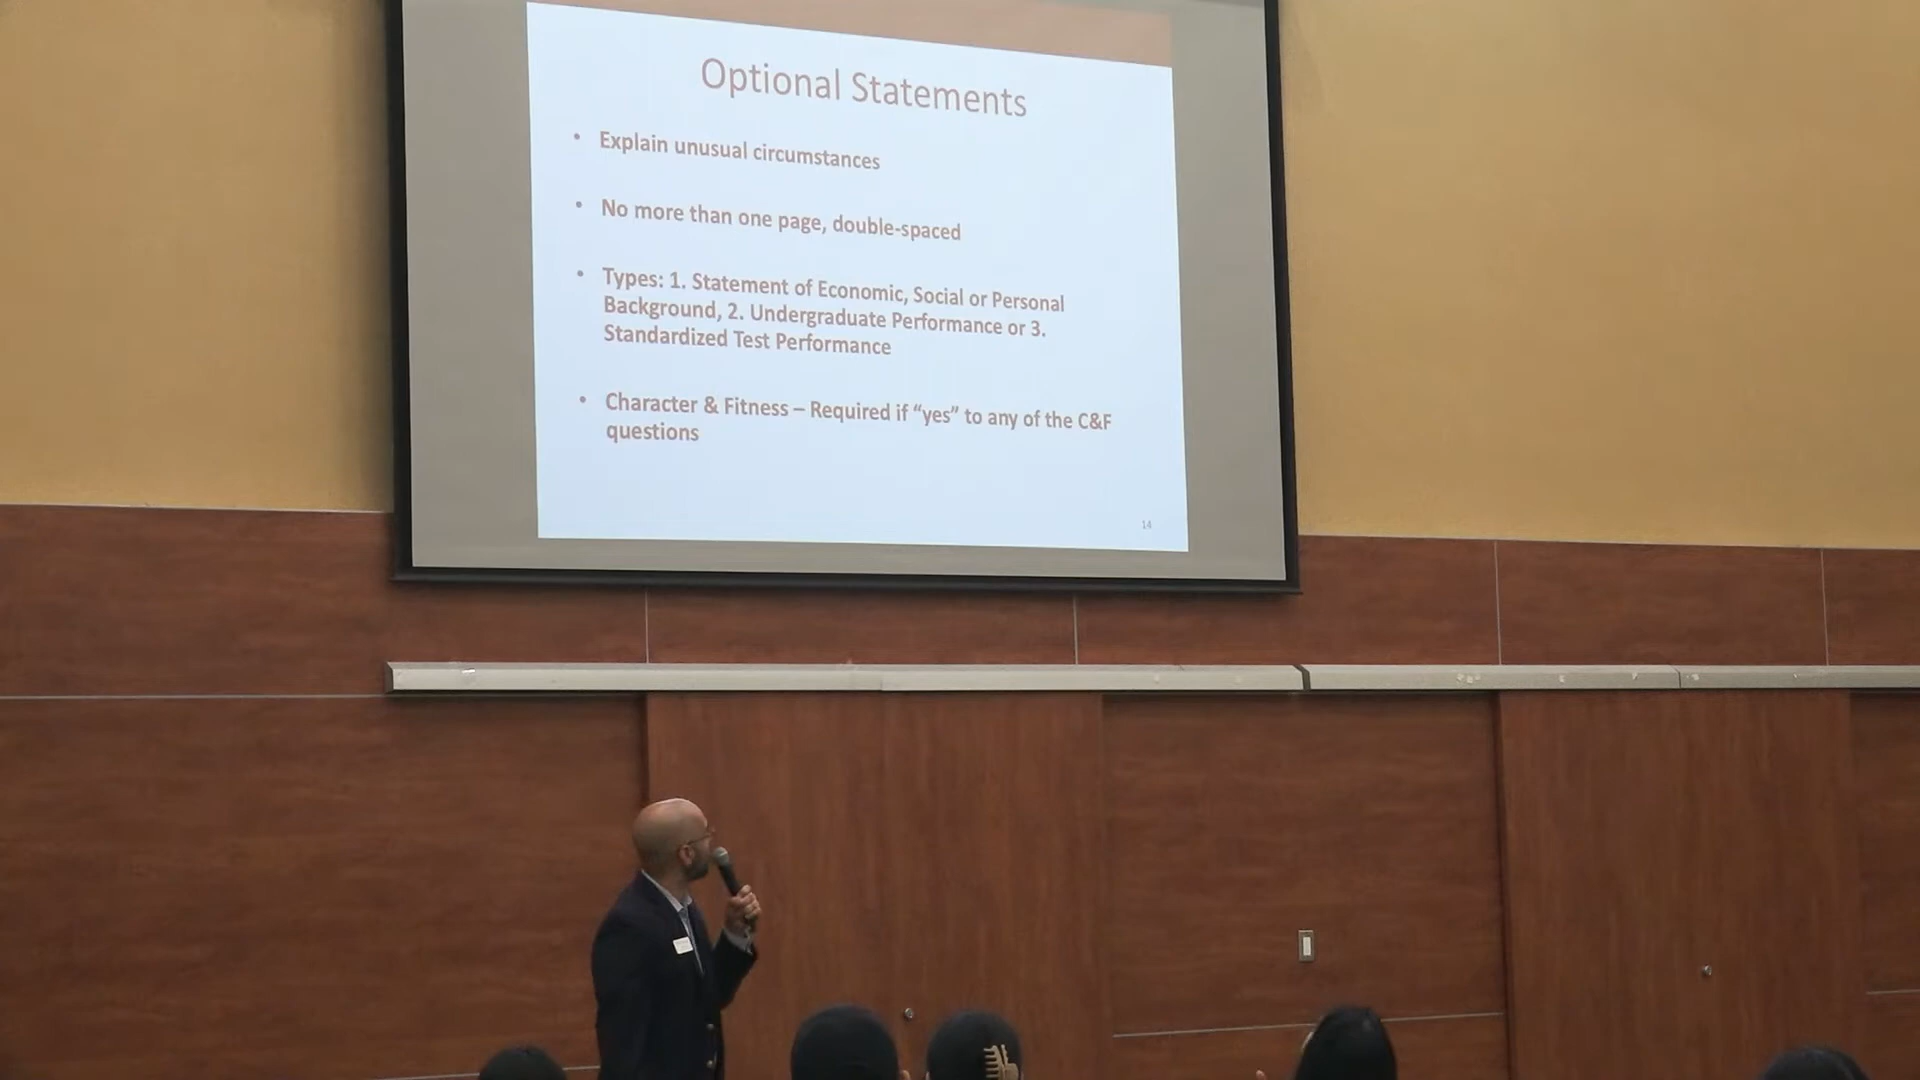 Optional Statements
• Explain unusual circumstances
• No more than one page, double-spaced
• Types: 1. Statement of Economic, Social or Personal
Background, 2. Undergraduate Performance or 3.
Standardized Test Performance
• Character & Fitness – Required if “yes” to any of the C&F
questions
14